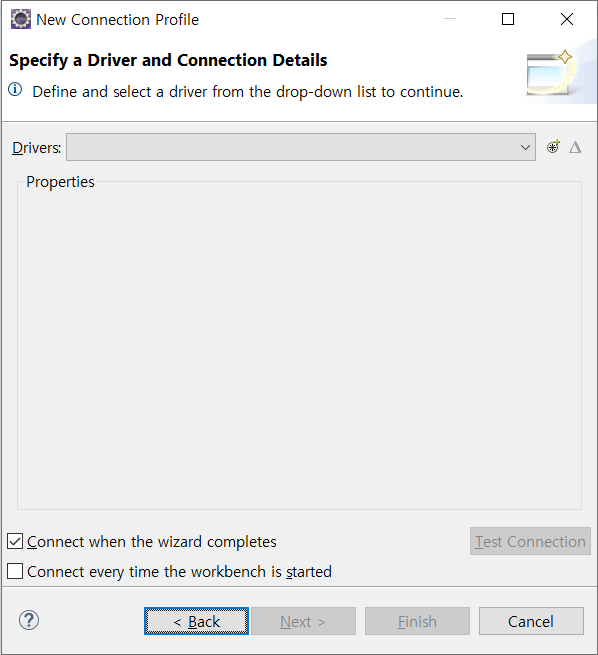 New Connection Profile
Specify a Driver and Connection Details
Define and select a driver from the drop-down list to continue.
Drivers:
Properties
Connect when the wizard completes
Test Connection
Connect every time the workbench is started
< Back
Next >
Finish
Cancel